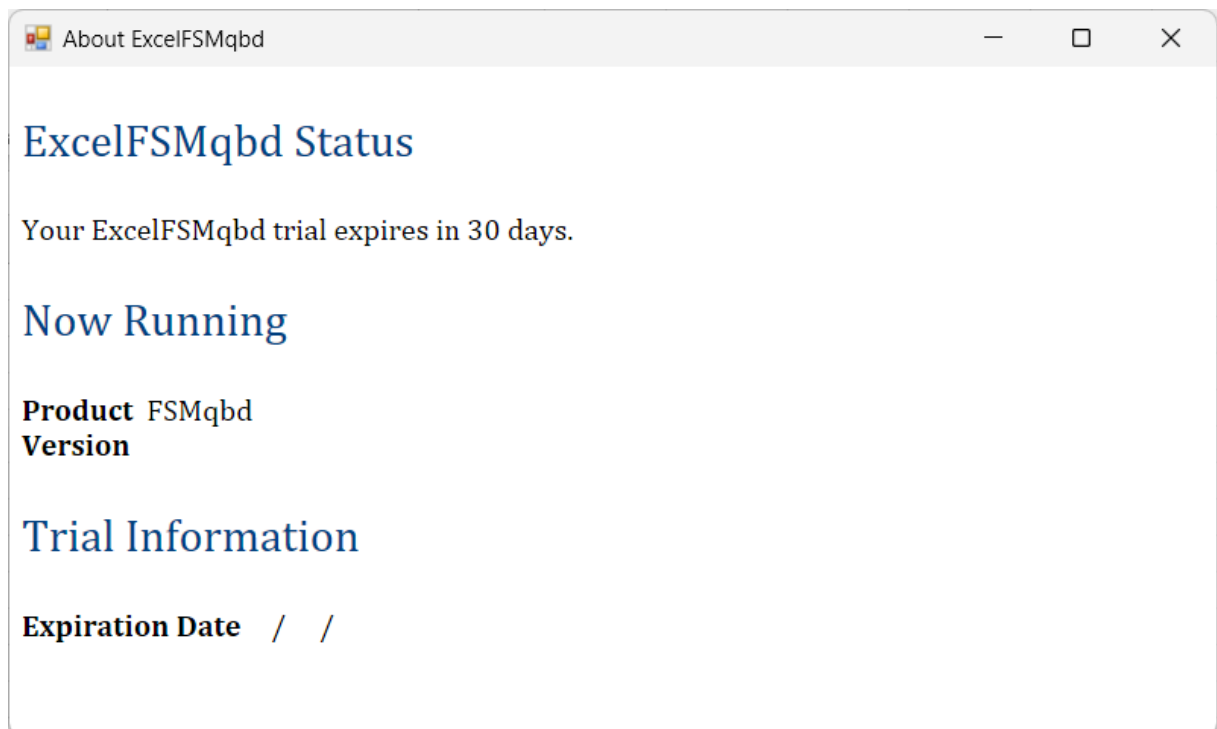 About ExcelFSMqbd
ExcelFSMqbd Status
Your ExcelFSMqbd trial expires in 30 days.
Now Running
Product FSMqbd
Version
Trial Information
Expiration Date / /